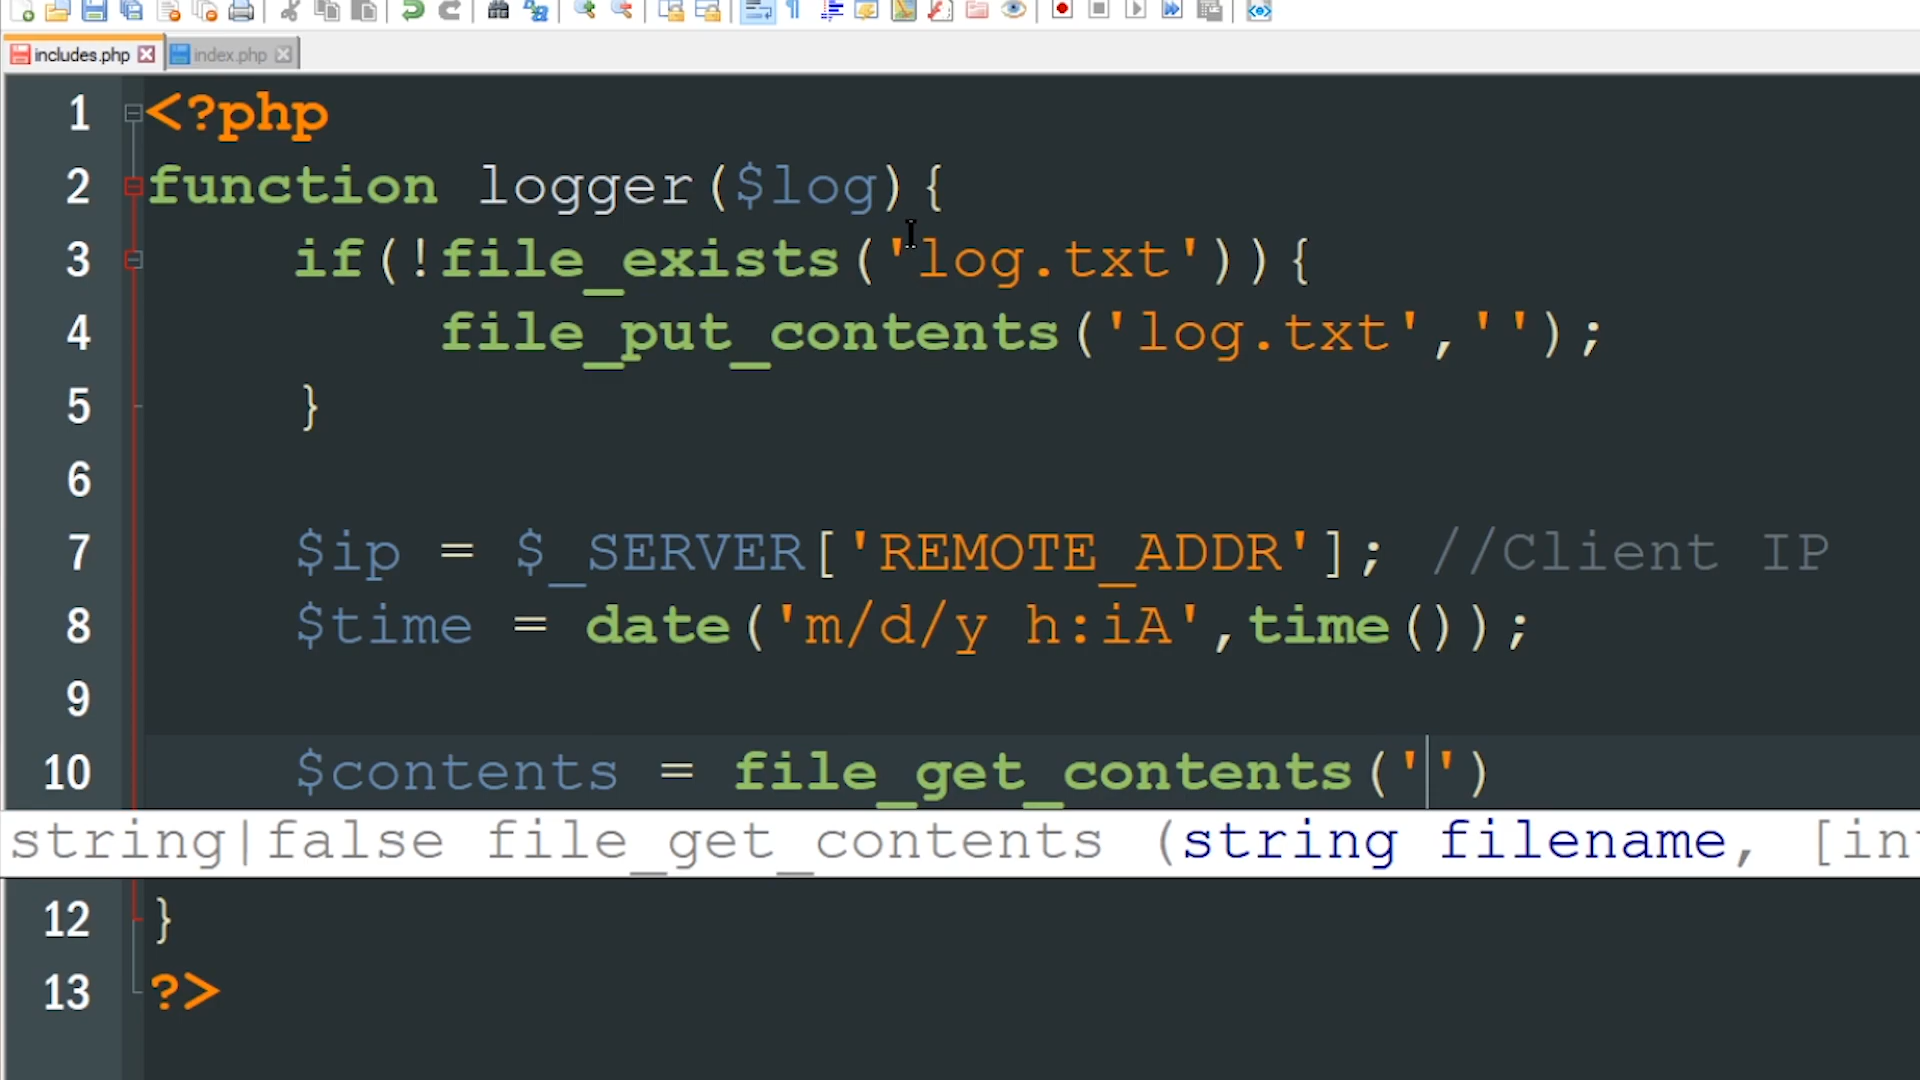 includes.php index.php
1 <?php
2 function logger($log){
3 if(!file_exists('log.txt')){
4 file_put_contents('log.txt','');
5 }
6
7 $ip = $_SERVER['REMOTE_ADDR']; //Client IP
8 $time = date('m/d/y h:iA',time());
9
10 $contents = file_get_contents('')
string|false file_get_contents (string filename, [in
12 }
13 ?>